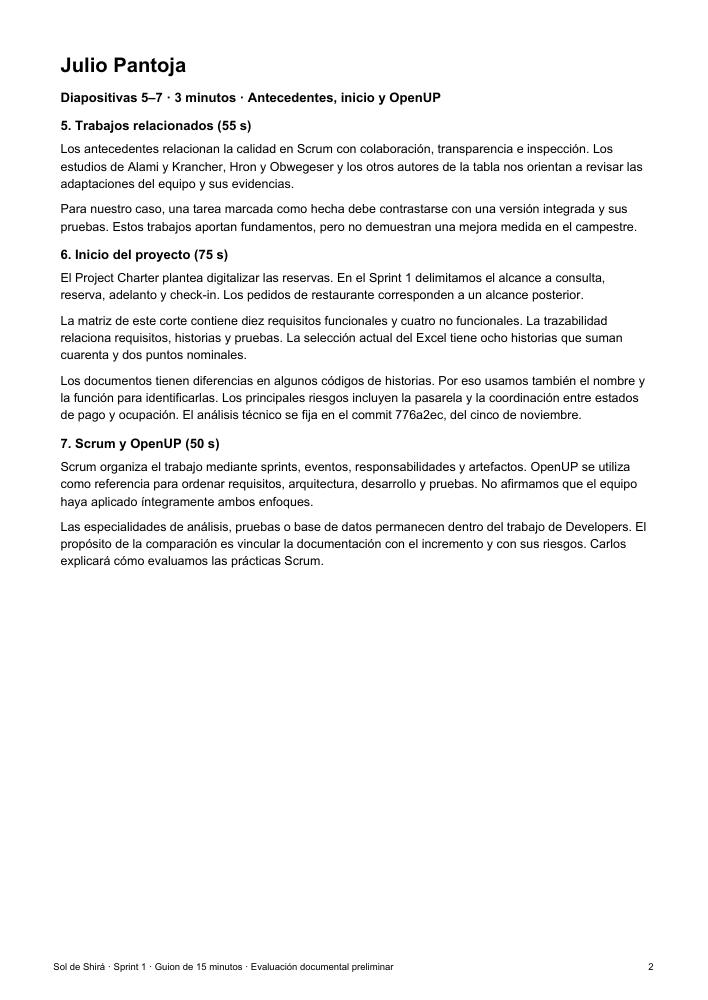 Julio Pantoja
Diapositivas 5–7 · 3 minutos · Antecedentes, inicio y OpenUP
5. Trabajos relacionados (55 s)
Los antecedentes relacionan la calidad en Scrum con colaboración, transparencia e inspección. Los
estudios de Alami y Krancher, Hron y Obwegeser y los otros autores de la tabla nos orientan a revisar las
adaptaciones del equipo y sus evidencias.
Para nuestro caso, una tarea marcada como hecha debe contrastarse con una versión integrada y sus
pruebas. Estos trabajos aportan fundamentos, pero no demuestran una mejora medida en el campestre.
6. Inicio del proyecto (75 s)
El Project Charter plantea digitalizar las reservas. En el Sprint 1 delimitamos el alcance a consulta,
reserva, adelanto y check-in. Los pedidos de restaurante corresponden a un alcance posterior.
La matriz de este corte contiene diez requisitos funcionales y cuatro no funcionales. La trazabilidad
relaciona requisitos, historias y pruebas. La selección actual del Excel tiene ocho historias que suman
cuarenta y dos puntos nominales.
Los documentos tienen diferencias en algunos códigos de historias. Por eso usamos también el nombre y
la función para identificarlas. Los principales riesgos incluyen la pasarela y la coordinación entre estados
de pago y ocupación. El análisis técnico se fija en el commit 776a2ec, del cinco de noviembre.
7. Scrum y OpenUP (50 s)
Scrum organiza el trabajo mediante sprints, eventos, responsabilidades y artefactos. OpenUP se utiliza
como referencia para ordenar requisitos, arquitectura, desarrollo y pruebas. No afirmamos que el equipo
haya aplicado íntegramente ambos enfoques.
Las especialidades de análisis, pruebas o base de datos permanecen dentro del trabajo de Developers. El
propósito de la comparación es vincular la documentación con el incremento y con sus riesgos. Carlos
explicará cómo evaluamos las prácticas Scrum.
Sol de Shirá · Sprint 1 · Guion de 15 minutos · Evaluación documental preliminar 2